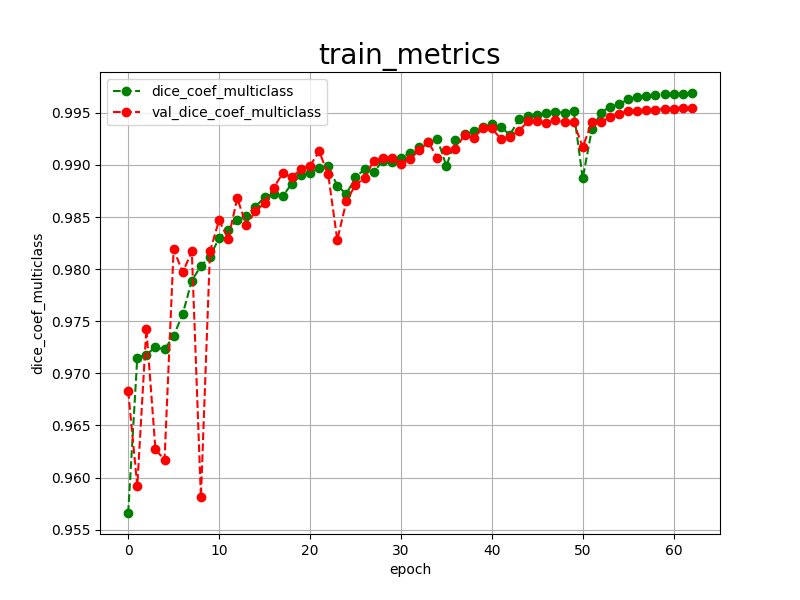 train_metrics
dice_coef_multiclass
val_dice_coef_multiclass
0.995
0.990
0.985
0.980
0.975
0.970
0.965
0.960
0.955
dice_coef_multiclass
0 10 20 30 40 50 60
epoch